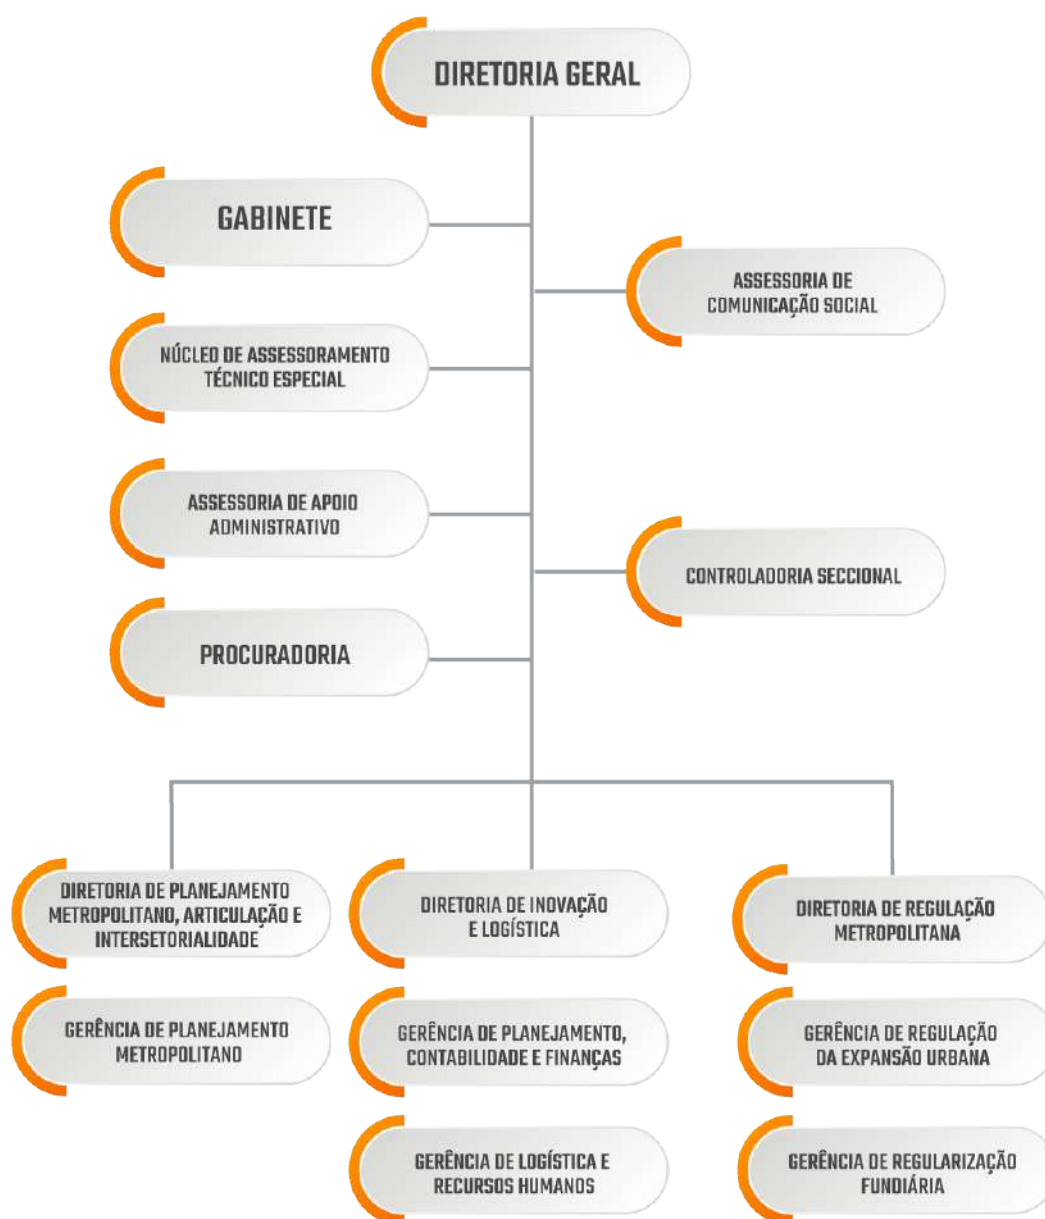 DIRETORIA GERAL
GABINETE
ASSESSORIA DE
COMUNICAÇÃO SOCIAL
NÚCLEO DE ASSESSORAMENTO
TÉCNICO ESPECIAL
ASSESSORIA DE APOIO
ADMINISTRATIVO
CONTROLADORIA SECCIONAL
PROCURADORIA
DIRETORIA DE PLANEJAMENTO
METROPOLITANO, ARTICULAÇÃO E
INTERSETORIALIDADE
DIRETORIA DE INOVAÇÃO
E LOGÍSTICA
DIRETORIA DE REGULAÇÃO
METROPOLITANA
GERÊNCIA DE PLANEJAMENTO
METROPOLITANO
GERÊNCIA DE PLANEJAMENTO,
CONTABILIDADE E FINANÇAS
GERÊNCIA DE REGULAÇÃO
DA EXPANSÃO URBANA
GERÊNCIA DE LOGÍSTICA E
RECURSOS HUMANOS
GERÊNCIA DE REGULARIZAÇÃO
FUNDIÁRIA